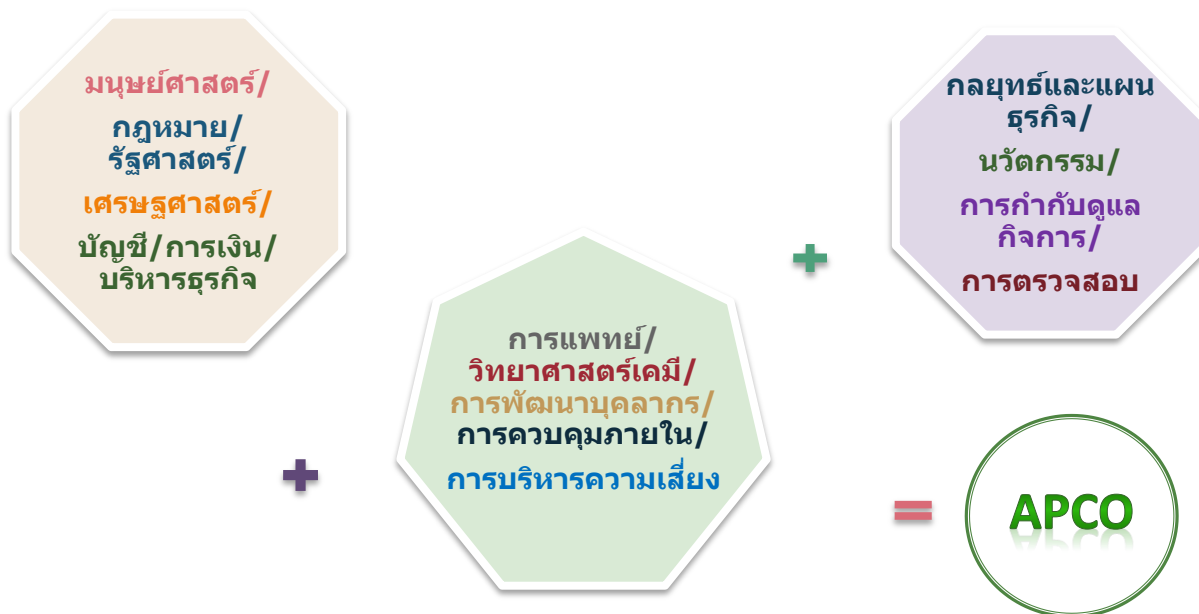 มนุษย์ศาสตร์/
กฎหมาย/
รัฐศาสตร์/
เศรษฐศาสตร์/
บัญชี/การเงิน/
บริหารธุรกิจ
+
การแพทย์/
วิทยาศาสตร์เคมี/
การพัฒนาบุคลากร/
การควบคุมภายใน/
การบริหารความเสี่ยง
+
กลยุทธ์และแผน
ธุรกิจ/
นวัตกรรม/
การกำกับดูแล
กิจการ/
การตรวจสอบ
=
APCO